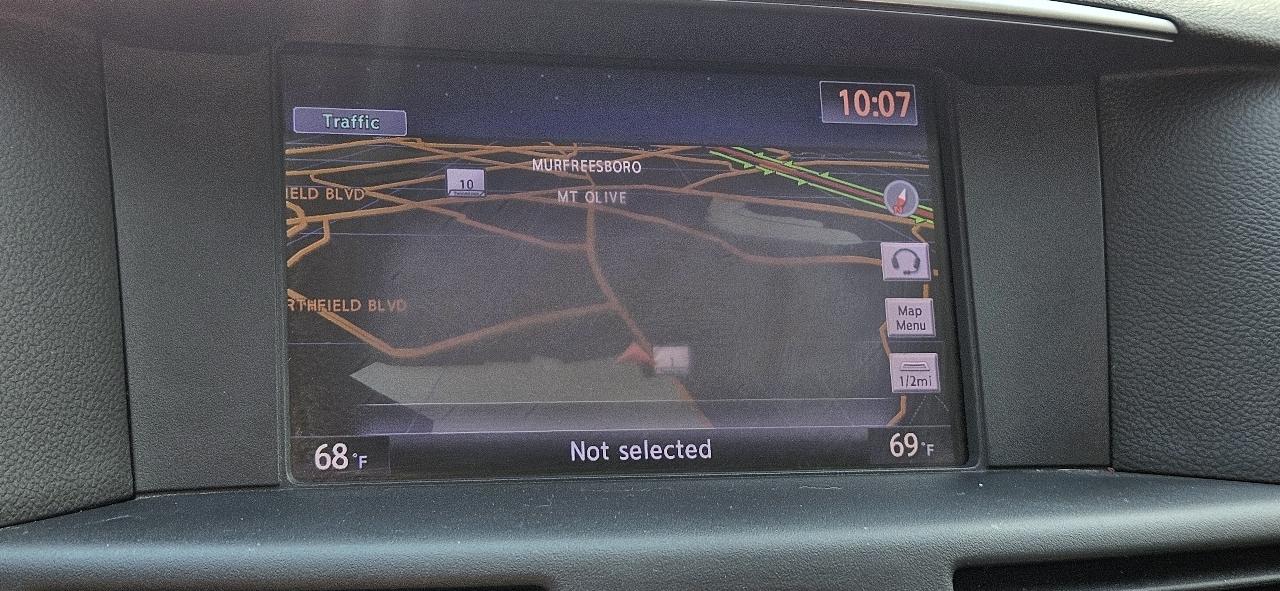 10:07
Traffic
MURFREESBORO
10
IELD BLVD
MT OLIVE
N
RTHFIELD BLVD
Map
Menu
1/2mi
68°F
Not selected
69°F